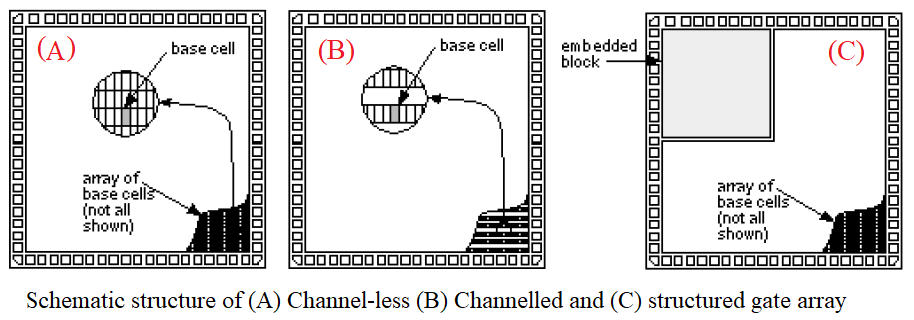 (A)
base cell
array of
base cells
(not all
shown)
(B)
base cell
(C)
embedded
block
array of
base cells
(not all
shown)
Schematic structure of (A) Channel-less (B) Channelled and (C) structured gate array